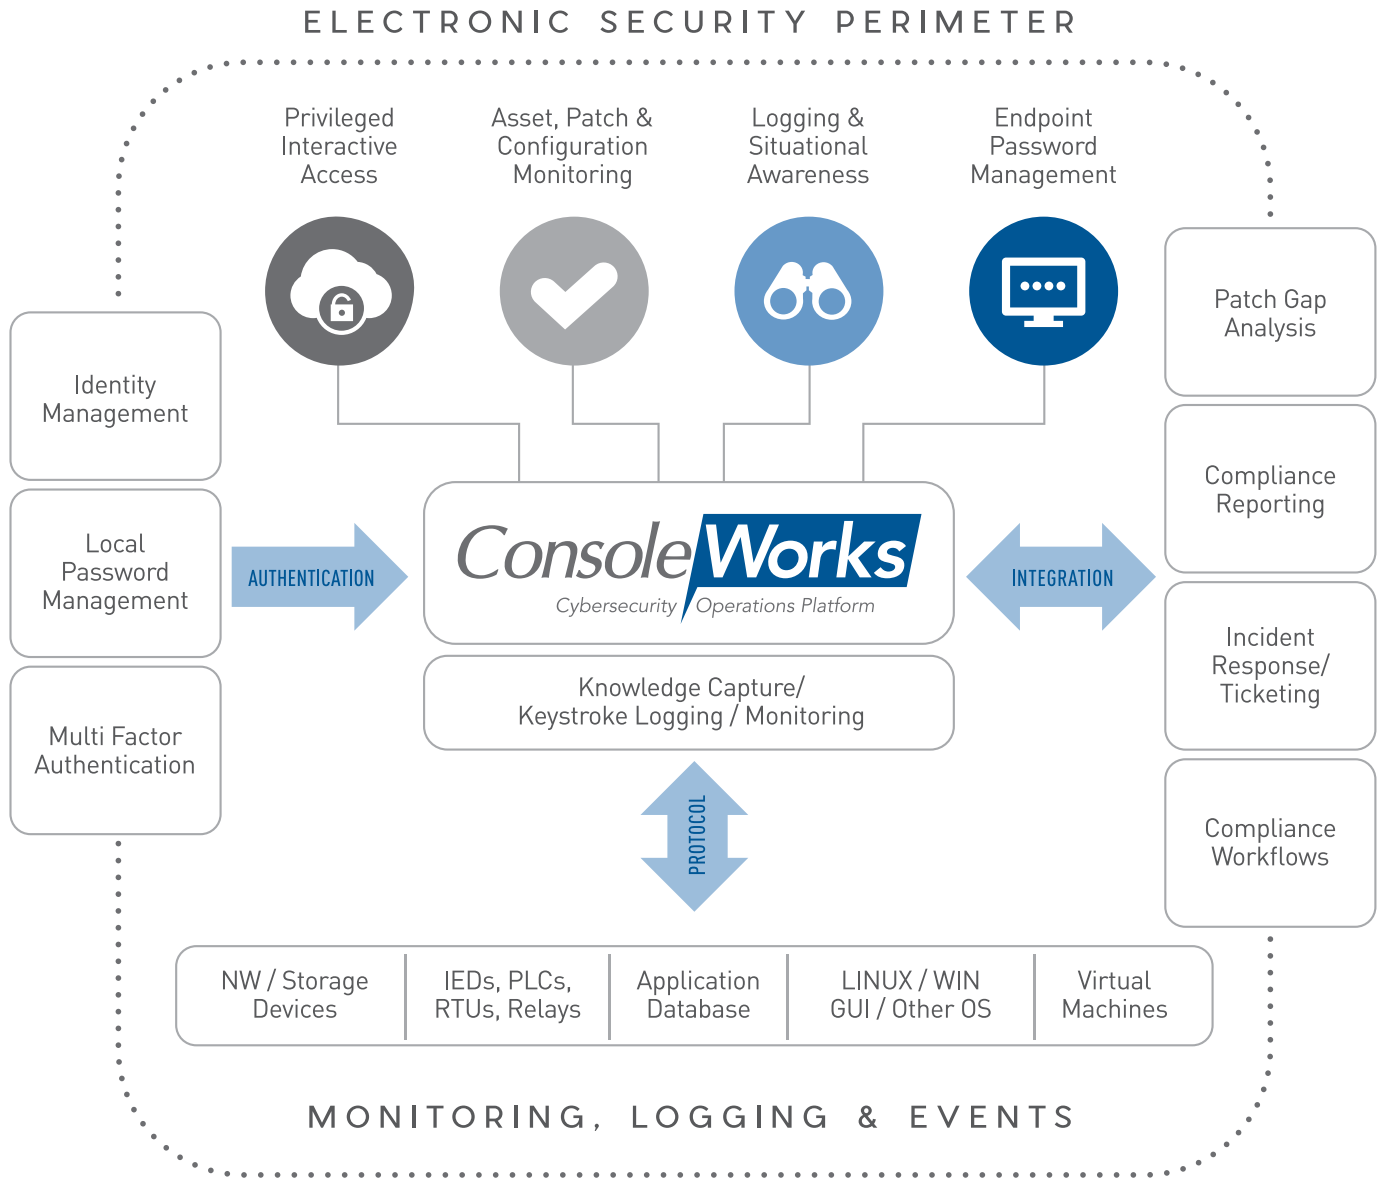 ELECTRONIC SECURITY PERIMETER
Privileged
Interactive
Access
Asset, Patch &
Configuration
Monitoring
Logging &
Situational
Awareness
Endpoint
Password
Management
Identity
Management
Local
Password
Management
Multi Factor
Authentication
AUTHENTICATION
ConsoleWorks
Cybersecurity Operations Platform
Knowledge Capture/
Keystroke Logging / Monitoring
INTEGRATION
Patch Gap
Analysis
Compliance
Reporting
Incident
Response/
Ticketing
Compliance
Workflows
PROTOCOL
NW / Storage
Devices
IEDs, PLCs,
RTUs, Relays
Application
Database
LINUX / WIN
GUI / Other OS
Virtual
Machines
MONITORING, LOGGING & EVENTS